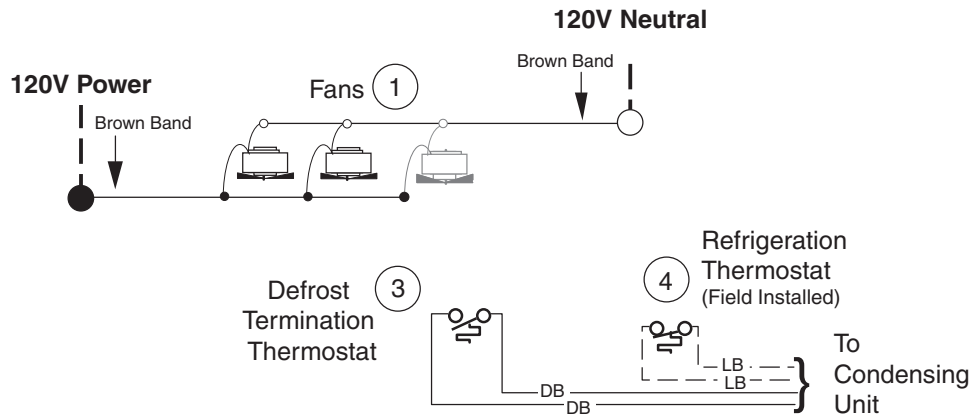 120V Neutral
Brown Band
120V Power
Fans 1
Brown Band
Refrigeration
Thermostat
(Field Installed)
4
Defrost
Termination
Thermostat
3
LB
LB
DB
DB
To
Condensing
Unit